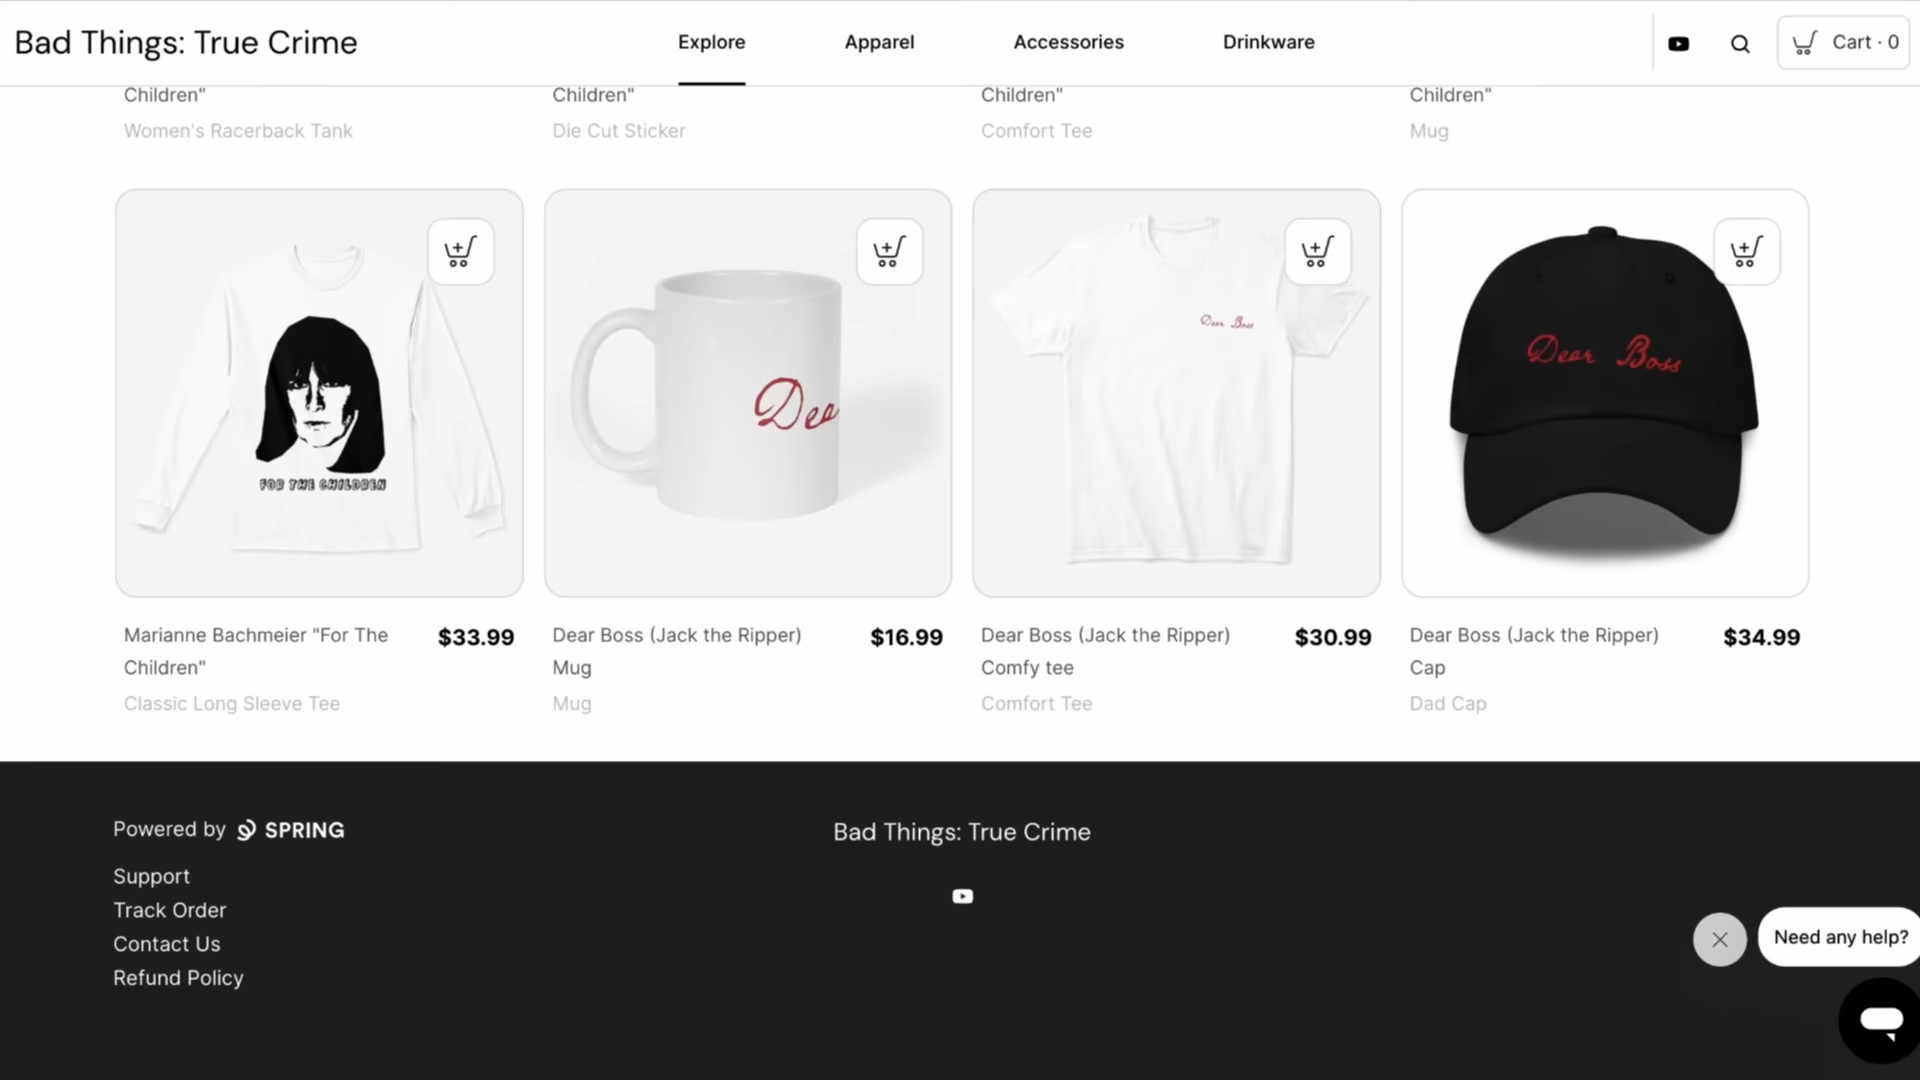 Bad Things: True Crime
Explore
Apparel
Accessories
Drinkware
Cart · 0
Children"
Women's Racerback Tank
Children"
Die Cut Sticker
Children"
Comfort Tee
Children"
Mug
FOR THE CHILDREN
Dea
Dear Boss
Dear Boss
Marianne Bachmeier "For The
Children"
$33.99
Classic Long Sleeve Tee
Dear Boss (Jack the Ripper)
Mug
$16.99
Mug
Dear Boss (Jack the Ripper)
Comfy tee
$30.99
Comfort Tee
Dear Boss (Jack the Ripper)
Cap
$34.99
Dad Cap
Powered by SPRING
Support
Track Order
Contact Us
Refund Policy
Bad Things: True Crime
Need any help?